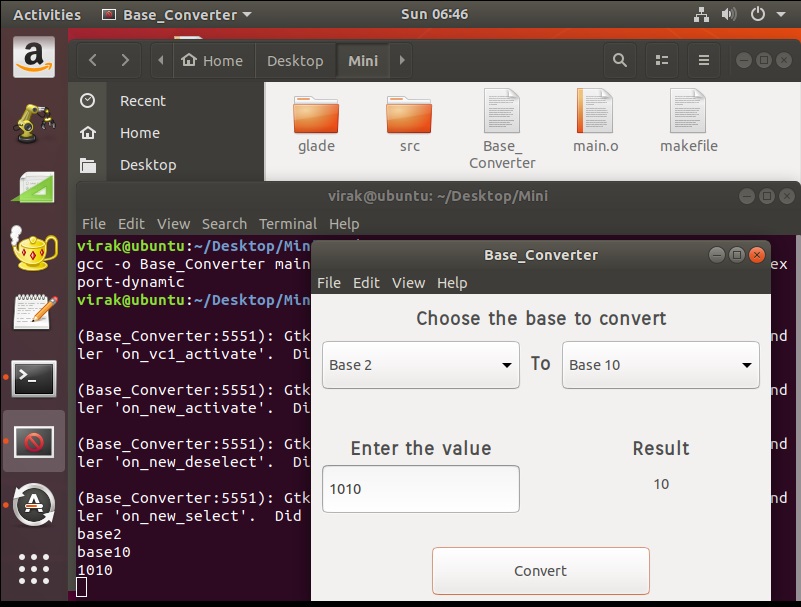 Activities Base_Converter Sun 06:46
Home Desktop Mini
Recent
Home
Desktop
glade
src
Base_
Converter
main.o
makefile
virak@ubuntu: ~/Desktop/Mini
File Edit View Search Terminal Help
virak@ubuntu:~/Desktop/Min
gcc -o Base_Converter main
ex
port-dynamic
virak@ubuntu:~/Desktop/Min
(Base_Converter:5551): Gtk
nd
ler 'on_vc1_activate'. Di
(Base_Converter:5551): Gtk
nd
ler 'on_new_activate'. Di
(Base_Converter:5551): Gtk
nd
ler 'on_new_deselect'. Di
(Base_Converter:5551): Gtk
nd
ler 'on_new_select'. Did
base2
base10
1010
Base_Converter
File Edit View Help
Choose the base to convert
Base 2 To Base 10
Enter the value Result
1010 10
Convert